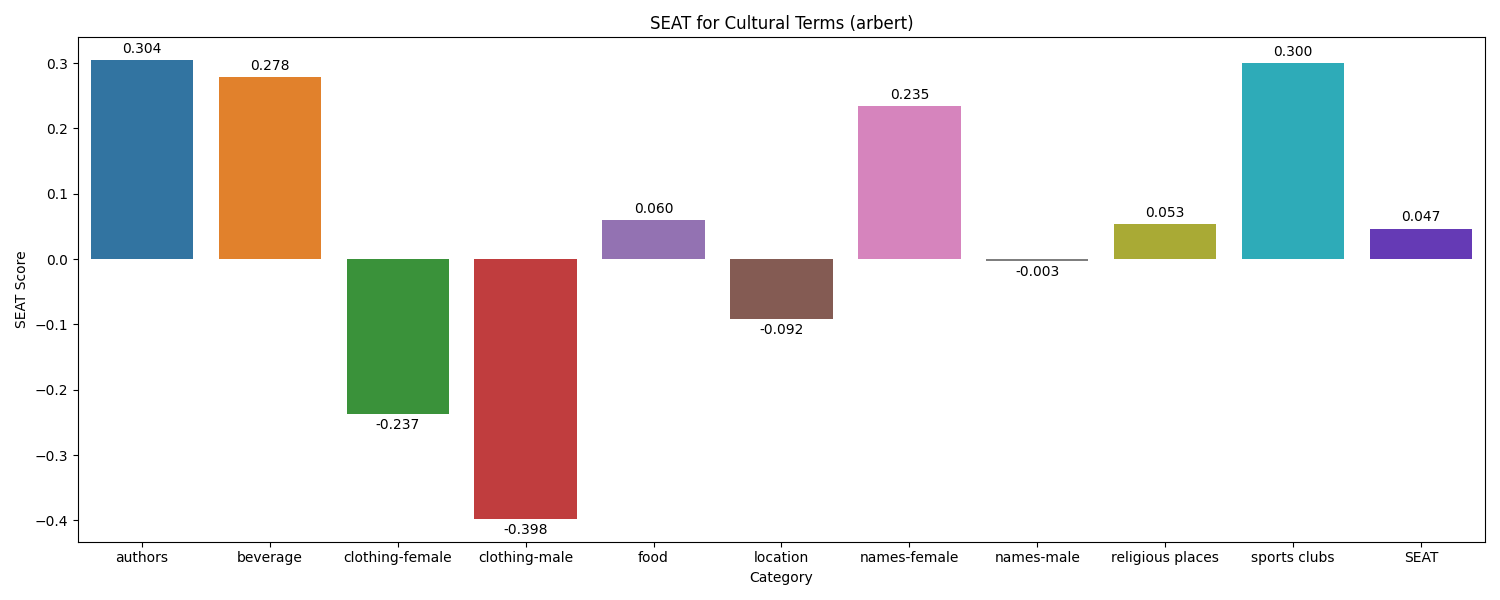 SEAT for Cultural Terms (arbert)
SEAT Score
0.3
0.2
0.1
0.0
−0.1
−0.2
−0.3
−0.4
0.304
0.278
-0.237
-0.398
0.060
-0.092
0.235
-0.003
0.053
0.300
0.047
authors
beverage
clothing-female
clothing-male
food
location
names-female
names-male
religious places
sports clubs
SEAT
Category